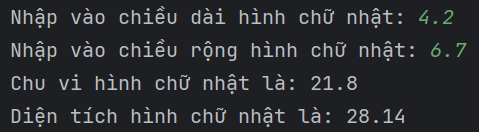 Nhập vào chiều dài hình chữ nhật: 4.2
Nhập vào chiều rộng hình chữ nhật: 6.7
Chu vi hình chữ nhật là: 21.8
Diện tích hình chữ nhật là: 28.14